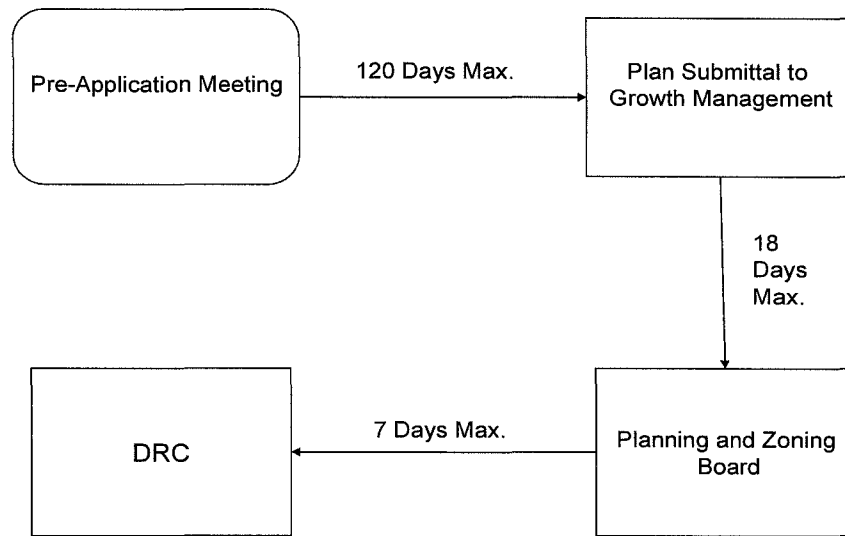 Pre-Application Meeting
120 Days Max.
Plan Submittal to
Growth Management
18
Days
Max.
Planning and Zoning
Board
7 Days Max.
DRC